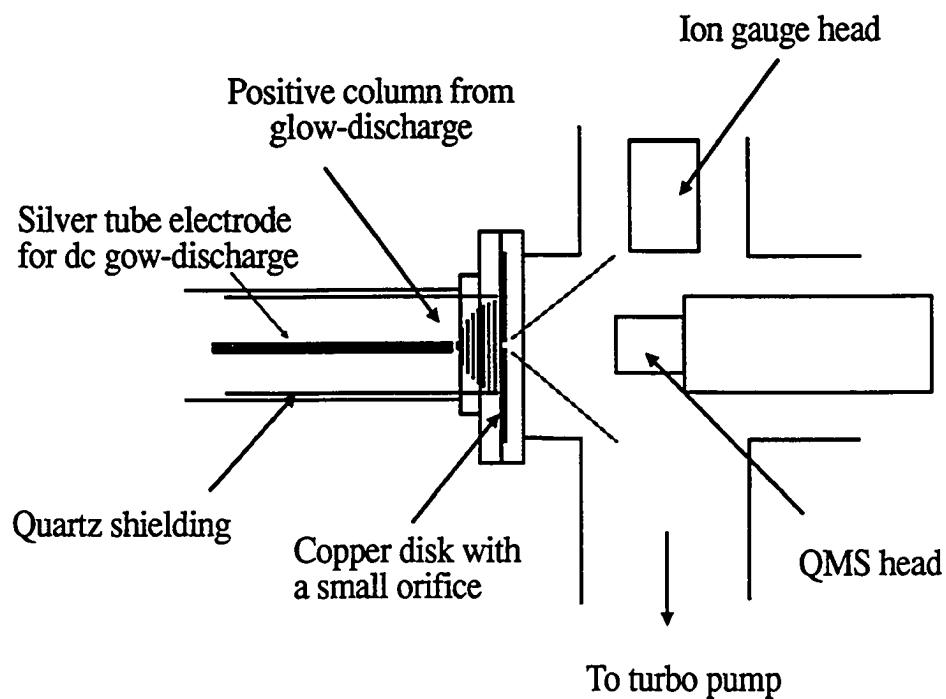 Ion gauge head
Positive column from
glow-discharge
Silver tube electrode
for dc gow-discharge
Quartz shielding
Copper disk with
a small orifice
QMS head
To turbo pump